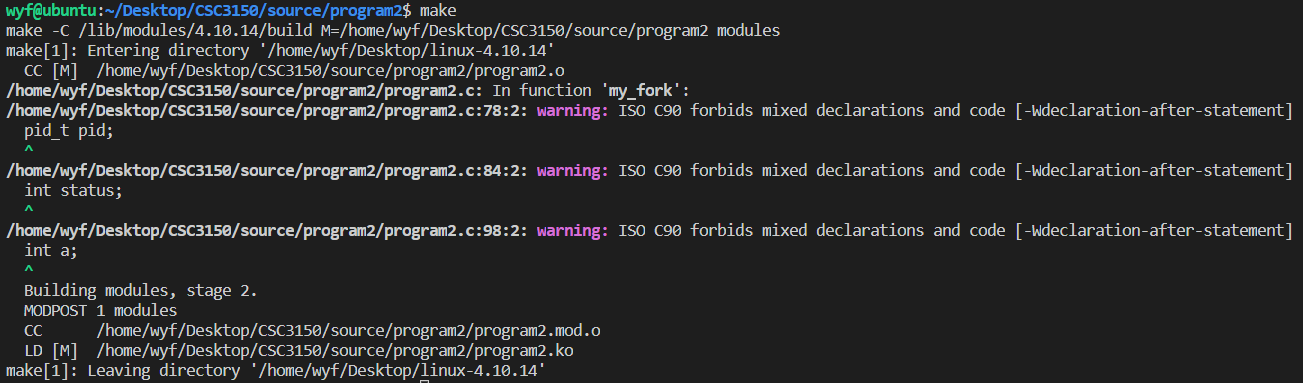 wyf@ubuntu:~/Desktop/CSC3150/source/program2$ make
make -C /lib/modules/4.10.14/build M=/home/wyf/Desktop/CSC3150/source/program2 modules
make[1]: Entering directory '/home/wyf/Desktop/linux-4.10.14'
  CC [M]  /home/wyf/Desktop/CSC3150/source/program2/program2.o
/home/wyf/Desktop/CSC3150/source/program2/program2.c: In function 'my_fork':
/home/wyf/Desktop/CSC3150/source/program2/program2.c:78:2: warning: ISO C90 forbids mixed declarations and code [-Wdeclaration-after-statement]
  pid_t pid;
  ^
/home/wyf/Desktop/CSC3150/source/program2/program2.c:84:2: warning: ISO C90 forbids mixed declarations and code [-Wdeclaration-after-statement]
  int status;
  ^
/home/wyf/Desktop/CSC3150/source/program2/program2.c:98:2: warning: ISO C90 forbids mixed declarations and code [-Wdeclaration-after-statement]
  int a;
  ^
  Building modules, stage 2.
  MODPOST 1 modules
  CC      /home/wyf/Desktop/CSC3150/source/program2/program2.mod.o
  LD [M]  /home/wyf/Desktop/CSC3150/source/program2/program2.ko
make[1]: Leaving directory '/home/wyf/Desktop/linux-4.10.14'